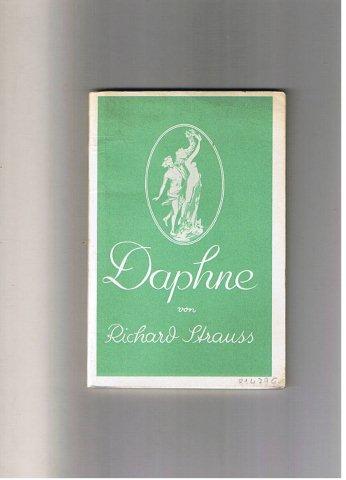 Daphne
von
Richard Strauss